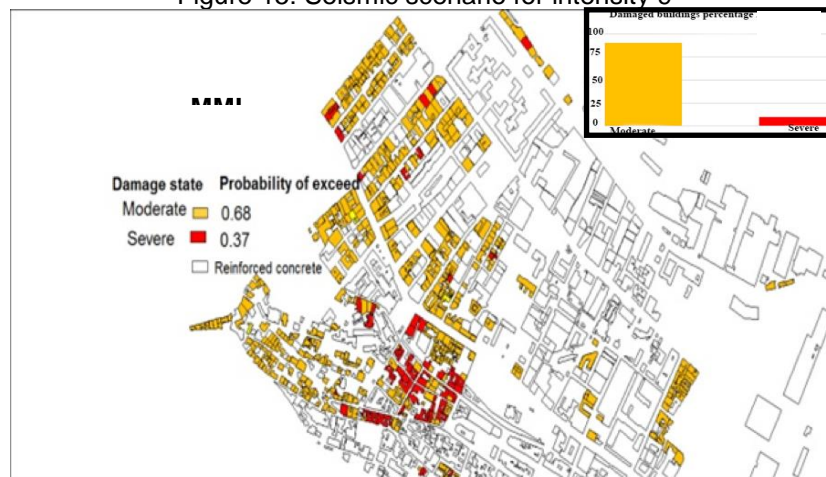 Damaged buildings percentage
100
75
50
25
0
Moderate
Severe
Damage state Probability of exceed
Moderate 0.68
Severe 0.37
Reinforced concrete